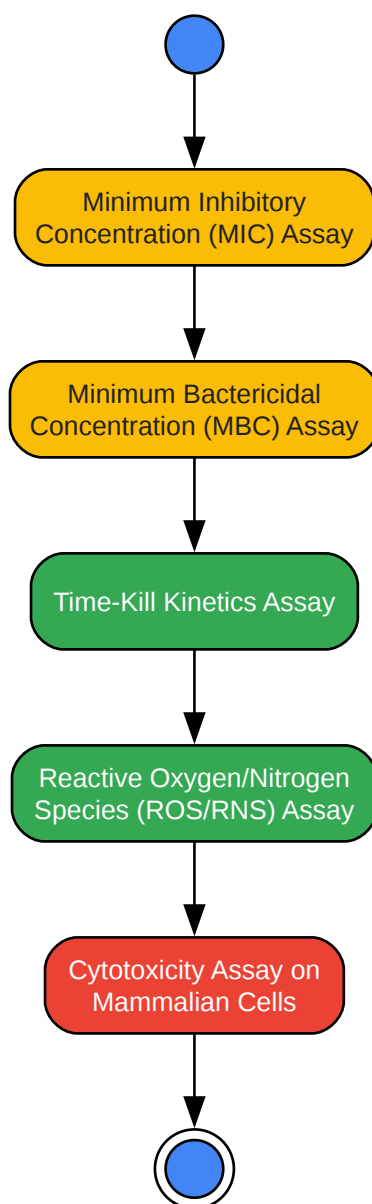 Minimum Inhibitory
Concentration (MIC) Assay
Minimum Bactericidal
Concentration (MBC) Assay
Time-Kill Kinetics Assay
Reactive Oxygen/Nitrogen
Species (ROS/RNS) Assay
Cytotoxicity Assay on
Mammalian Cells